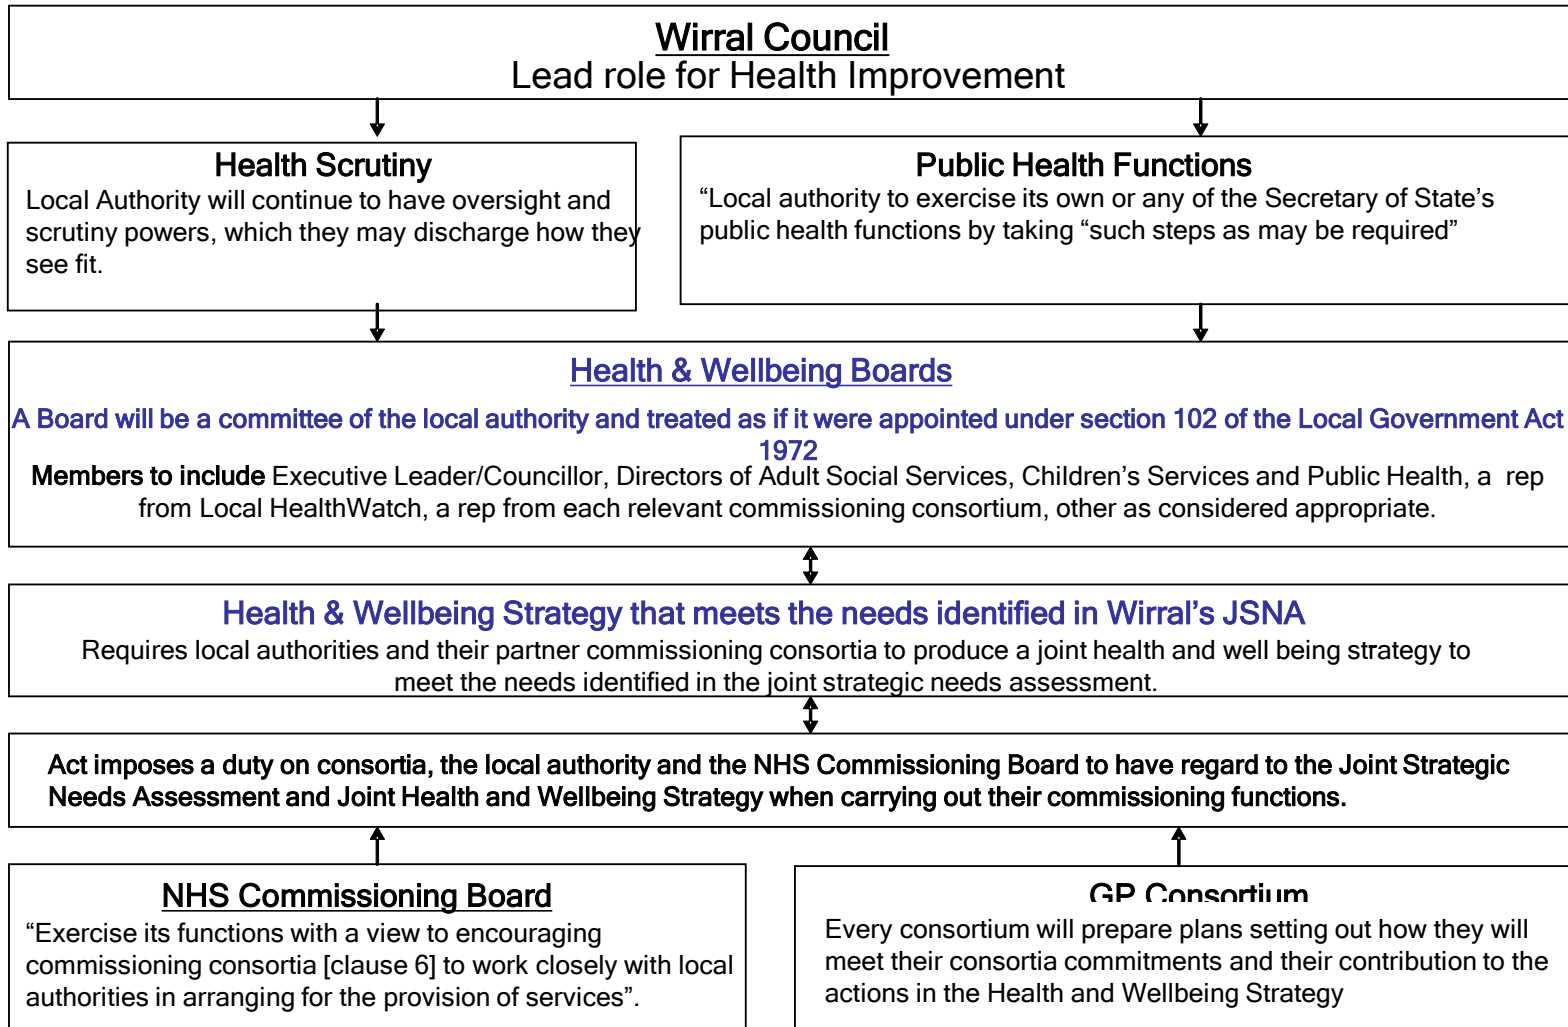 Wirral Council
Lead role for Health Improvement
Health Scrutiny
Local Authority will continue to have oversight and
scrutiny powers, which they may discharge how they
see fit.
Public Health Functions
“Local authority to exercise its own or any of the Secretary of State’s
public health functions by taking “such steps as may be required”
Health & Wellbeing Boards
A Board will be a committee of the local authority and treated as if it were appointed under section 102 of the Local Government Act
1972
Members to include Executive Leader/Councillor, Directors of Adult Social Services, Children’s Services and Public Health, a rep
from Local HealthWatch, a rep from each relevant commissioning consortium, other as considered appropriate.
Health & Wellbeing Strategy that meets the needs identified in Wirral’s JSNA
Requires local authorities and their partner commissioning consortia to produce a joint health and well being strategy to
meet the needs identified in the joint strategic needs assessment.
Act imposes a duty on consortia, the local authority and the NHS Commissioning Board to have regard to the Joint Strategic
Needs Assessment and Joint Health and Wellbeing Strategy when carrying out their commissioning functions.
NHS Commissioning Board
“Exercise its functions with a view to encouraging
commissioning consortia [clause 6] to work closely with local
authorities in arranging for the provision of services”.
GP Consortium
Every consortium will prepare plans setting out how they will
meet their consortia commitments and their contribution to the
actions in the Health and Wellbeing Strategy